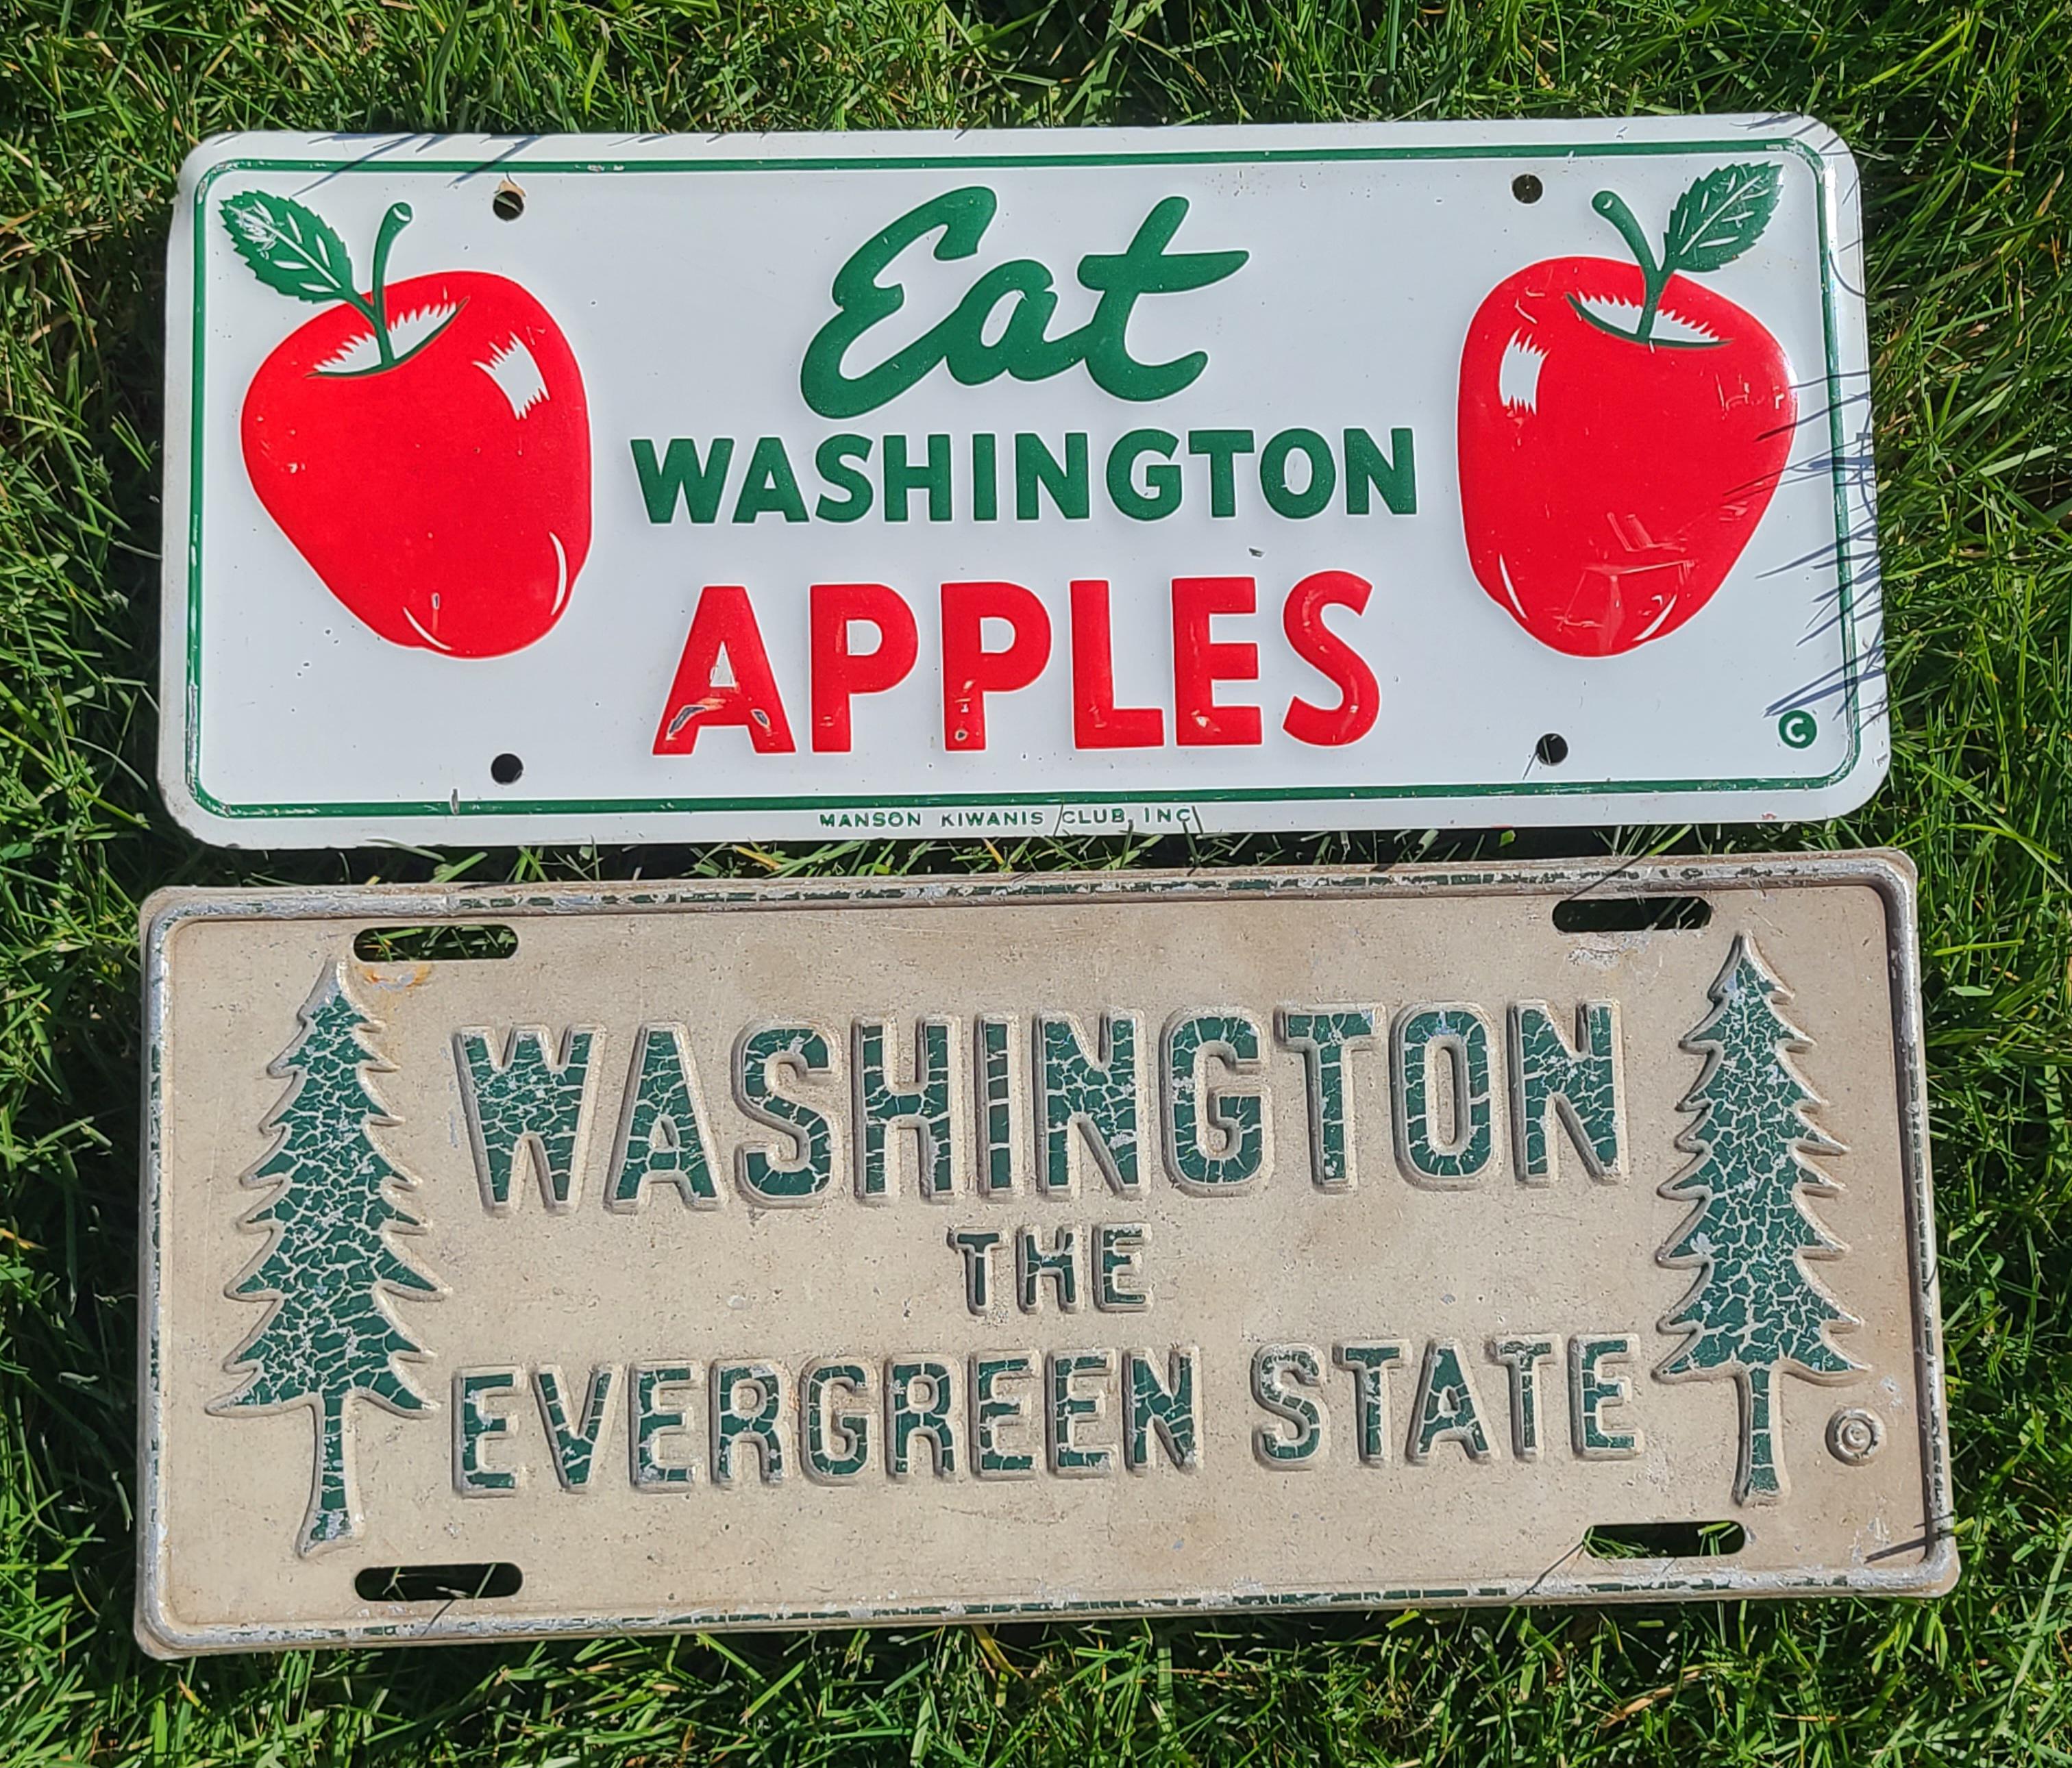 Eat
WASHINGTON
APPLES
C
MANSON KIWANIS CLUB, INC
WASHINGTON
THE
EVERGREEN STATE
©